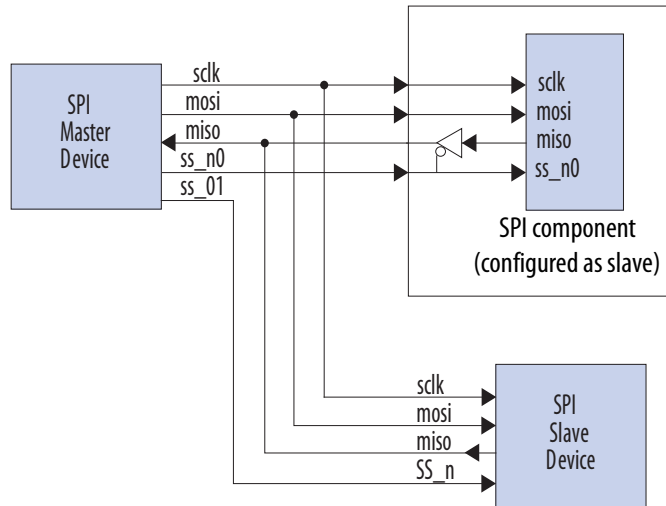 SPI
Master
Device
sclk
mosi
miso
ss_n0
ss_01
sclk
mosi
miso
ss_n0
SPI component
(configured as slave)
sclk
mosi
miso
SS_n
SPI
Slave
Device